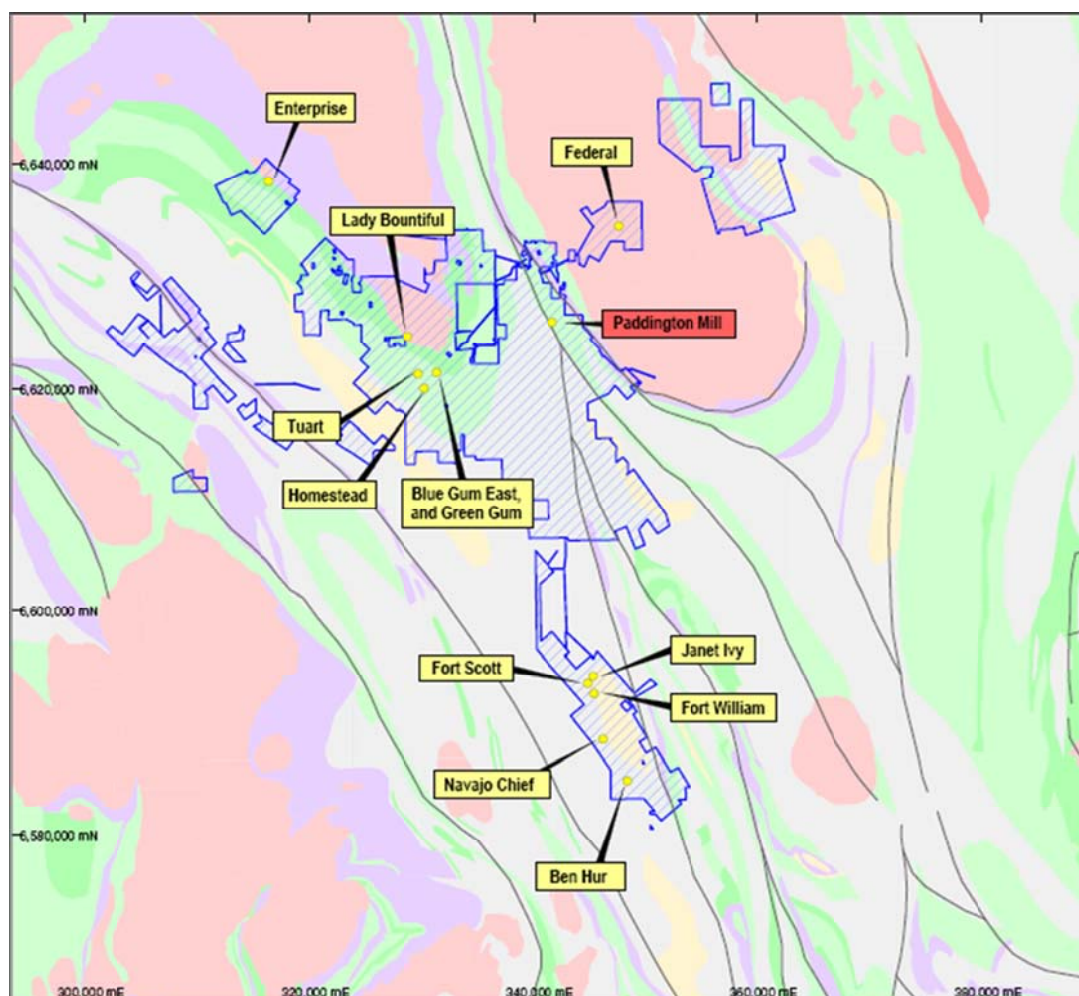 Enterprise
Federal
6,640,000 mN
Lady Bountiful
Paddington Mill
6,620,000 mN
Tuart
Homestead
Blue Gum East,
and Green Gum
6,600,000 mN
Janet Ivy
Fort Scott
Fort William
Navajo Chief
6,580,000 mN
Ben Hur
300,000 mE
320,000 mE
340,000 mE
360,000 mE
380,000 mE